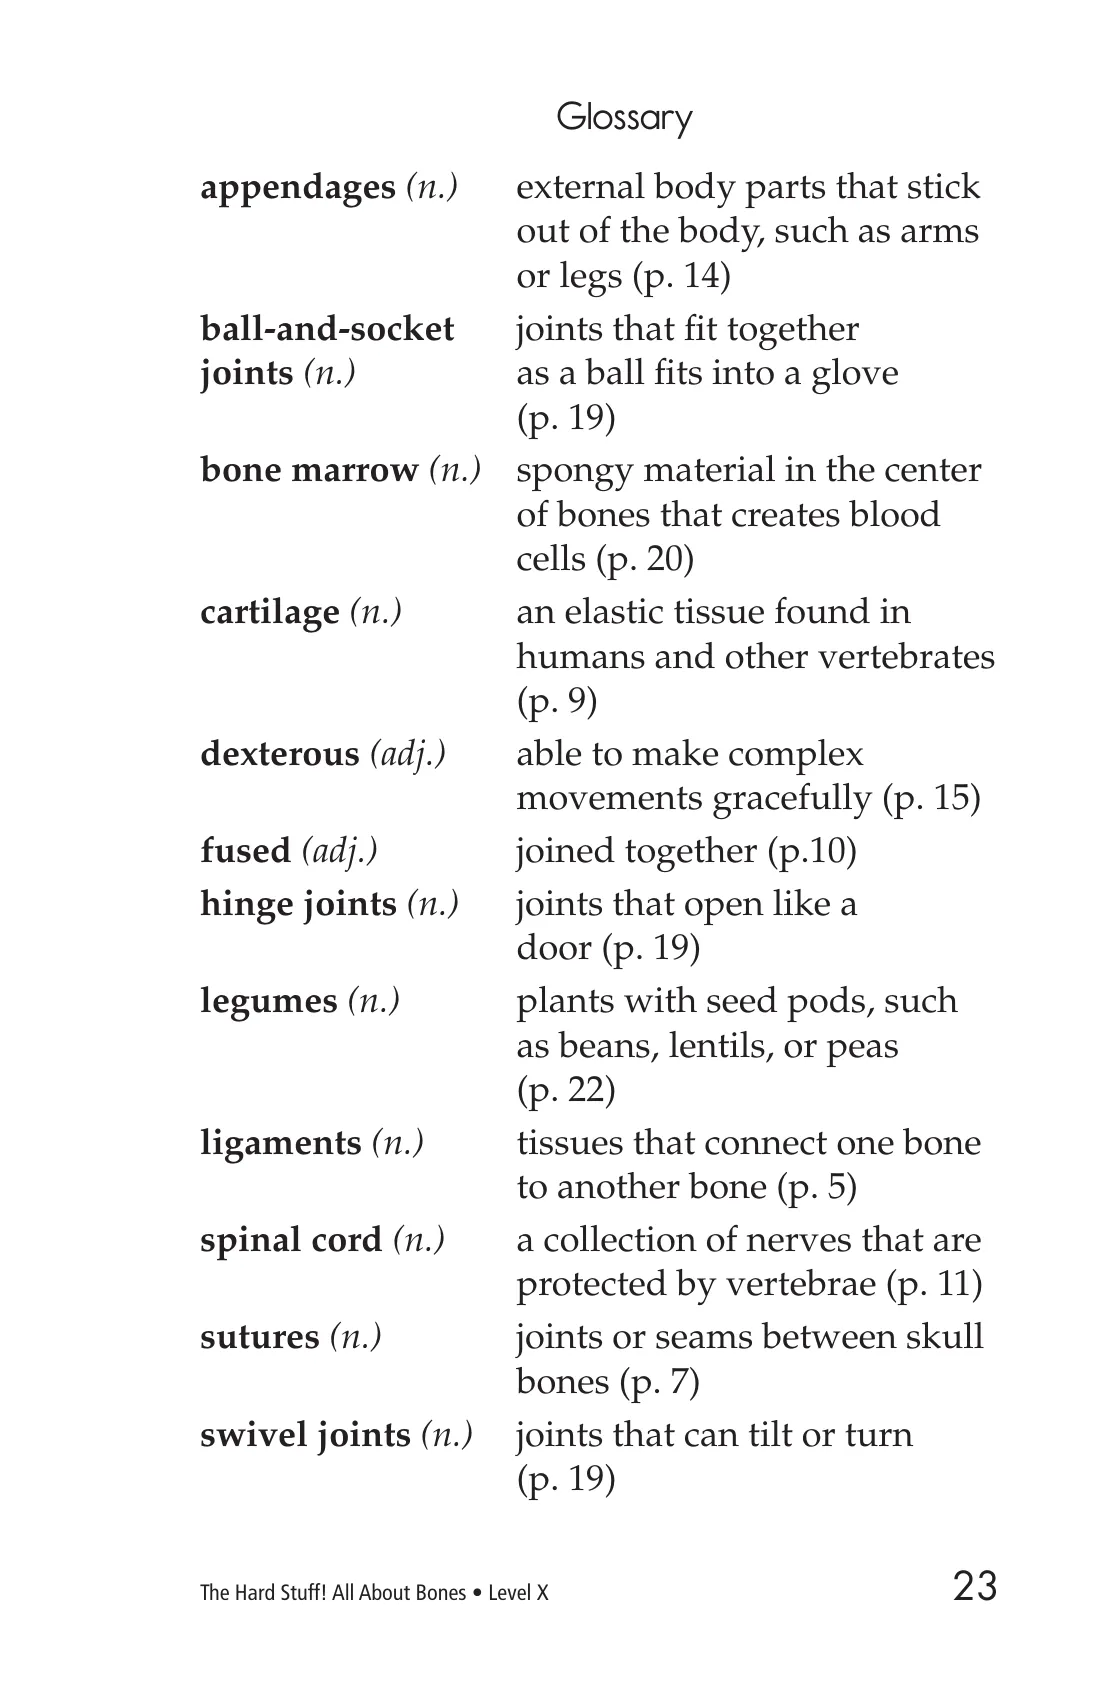 Glossary
appendages (n.) external body parts that stick
out of the body, such as arms
or legs (p. 14)
ball-and-socket joints that fit together
joints (n.) as a ball fits into a glove
(p. 19)
bone marrow (n.) spongy material in the center
of bones that creates blood
cells (p. 20)
cartilage (n.) an elastic tissue found in
humans and other vertebrates
(p. 9)
dexterous (adj.) able to make complex
movements gracefully (p. 15)
fused (adj.) joined together (p.10)
hinge joints (n.) joints that open like a
door (p. 19)
legumes (n.) plants with seed pods, such
as beans, lentils, or peas
(p. 22)
ligaments (n.) tissues that connect one bone
to another bone (p. 5)
spinal cord (n.) a collection of nerves that are
protected by vertebrae (p. 11)
sutures (n.) joints or seams between skull
bones (p. 7)
swivel joints (n.) joints that can tilt or turn
(p. 19)
The Hard Stuff! All About Bones • Level X 23